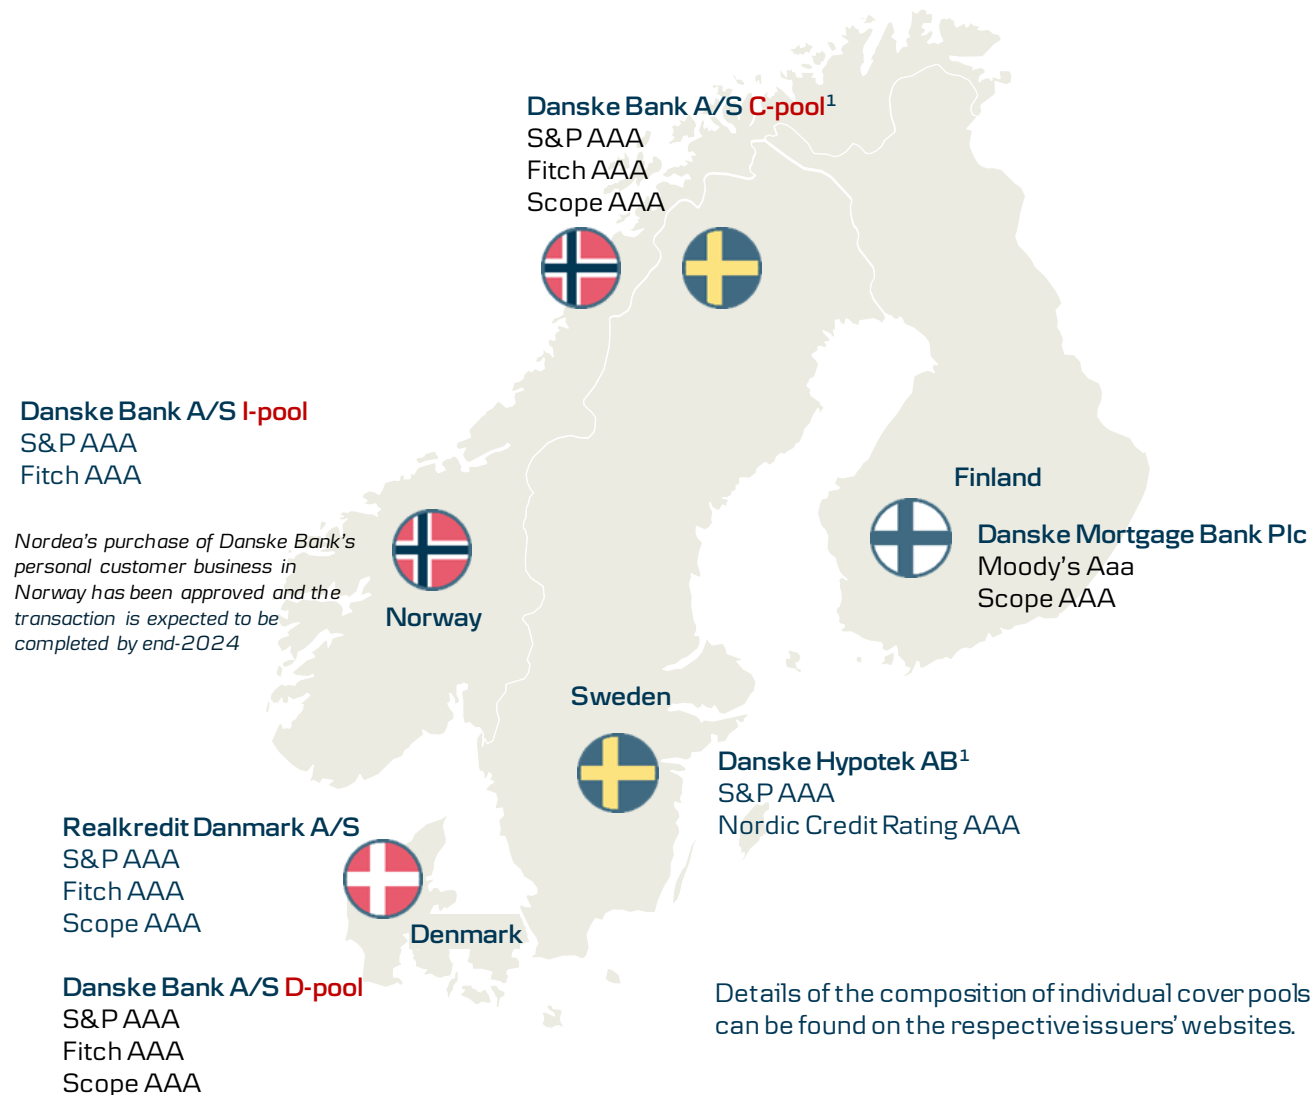 Danske Bank A/S C-pool¹
S&P AAA
Fitch AAA
Scope AAA
Danske Bank A/S I-pool
S&P AAA
Fitch AAA
Nordea’s purchase of Danske Bank’s
personal customer business in
Norway has been approved and the
transaction is expected to be
completed by end-2024
Norway
Finland
Danske Mortgage Bank Plc
Moody’s Aaa
Scope AAA
Sweden
Danske Hypotek AB¹
S&P AAA
Nordic Credit Rating AAA
Realkredit Danmark A/S
S&P AAA
Fitch AAA
Scope AAA
Denmark
Danske Bank A/S D-pool
S&P AAA
Fitch AAA
Scope AAA
Details of the composition of individual cover pools
can be found on the respective issuers’ websites.